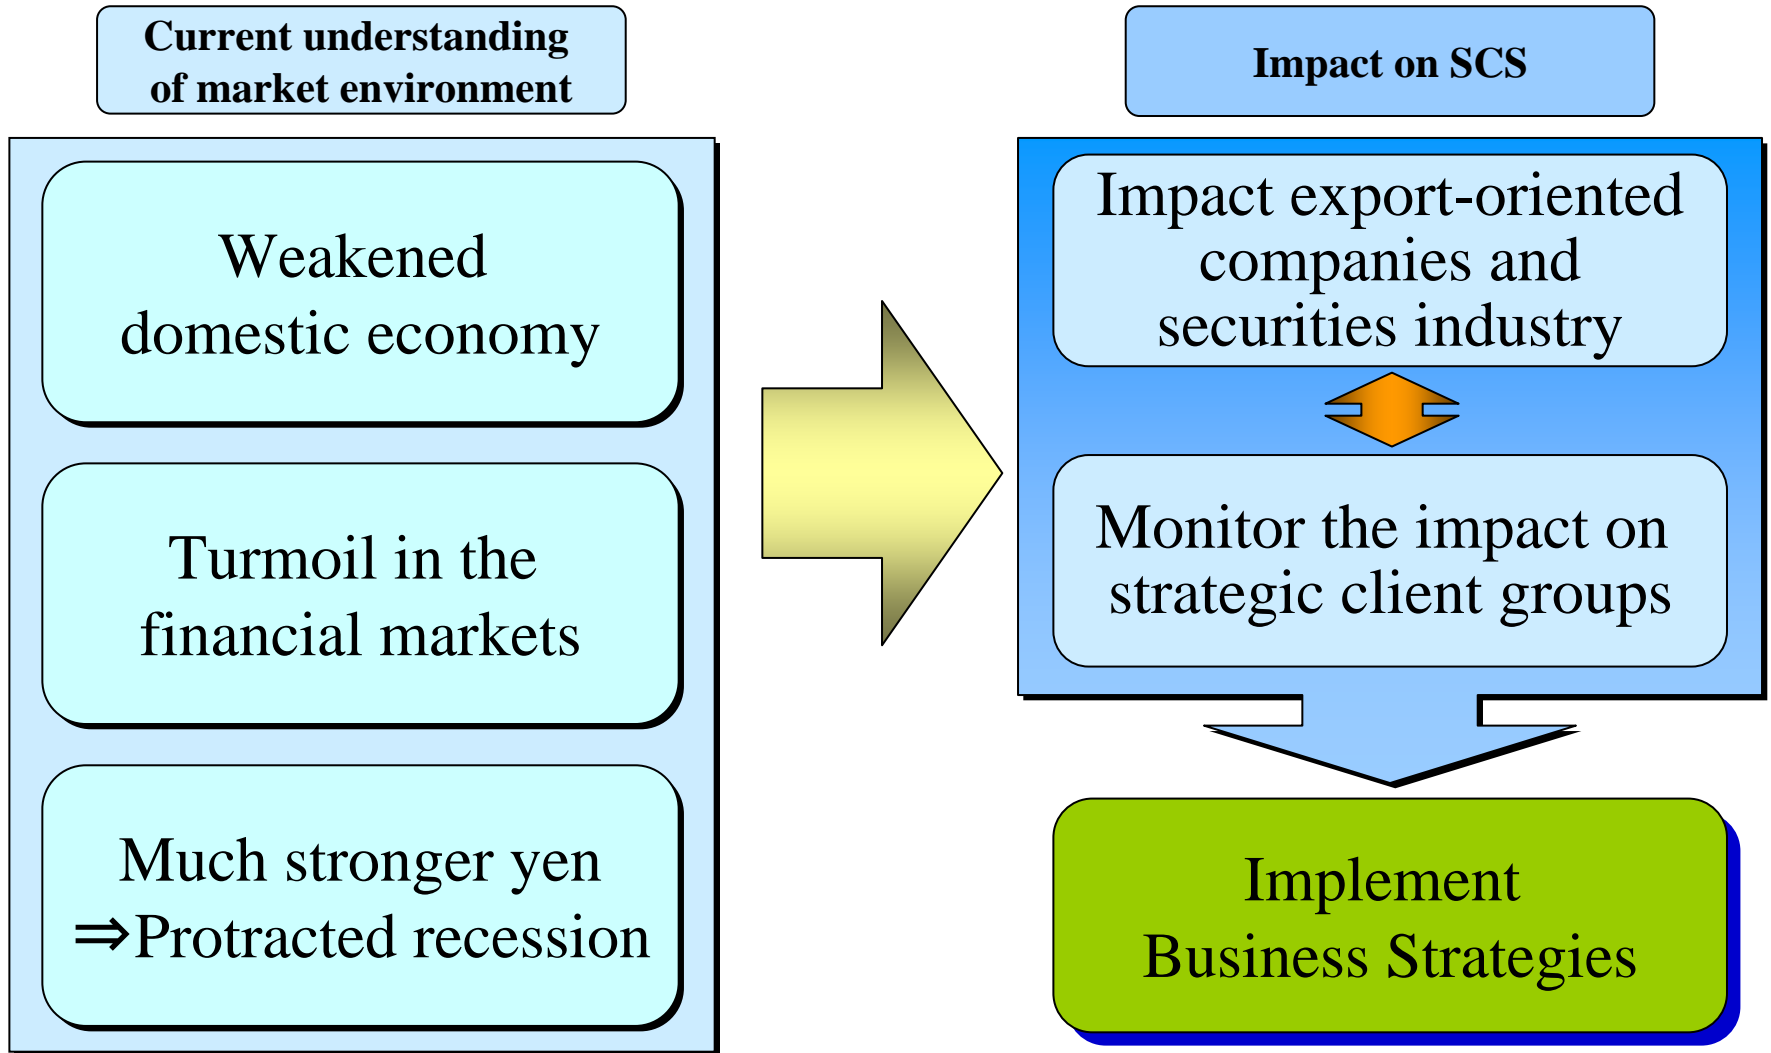 Current understanding
of market environment
Weakened
domestic economy
Turmoil in the
financial markets
Much stronger yen
⇒Protracted recession
Impact on SCS
Impact export-oriented
companies and
securities industry
Monitor the impact on
strategic client groups
Implement
Business Strategies